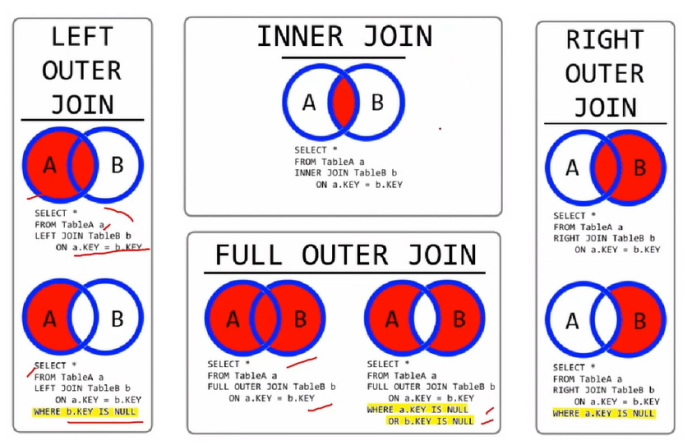 LEFT
OUTER
JOIN
A B
SELECT *
FROM TableA a
LEFT JOIN TableB b
ON a.KEY = b.KEY
A B
SELECT *
FROM TableA a
LEFT JOIN TableB b
ON a.KEY = b.KEY
WHERE b.KEY IS NULL
INNER JOIN
A B
SELECT *
FROM TableA a
INNER JOIN TableB b
ON a.KEY = b.KEY
FULL OUTER JOIN
A B
SELECT *
FROM TableA a
FULL OUTER JOIN TableB b
ON a.KEY = b.KEY
A B
SELECT *
FROM TableA a
FULL OUTER JOIN TableB b
ON a.KEY = b.KEY
WHERE a.KEY IS NULL
OR b.KEY IS NULL
RIGHT
OUTER
JOIN
A B
SELECT *
FROM TableA a
RIGHT JOIN TableB b
ON a.KEY = b.KEY
A B
SELECT *
FROM TableA a
RIGHT JOIN TableB b
ON a.KEY = b.KEY
WHERE a.KEY IS NULL